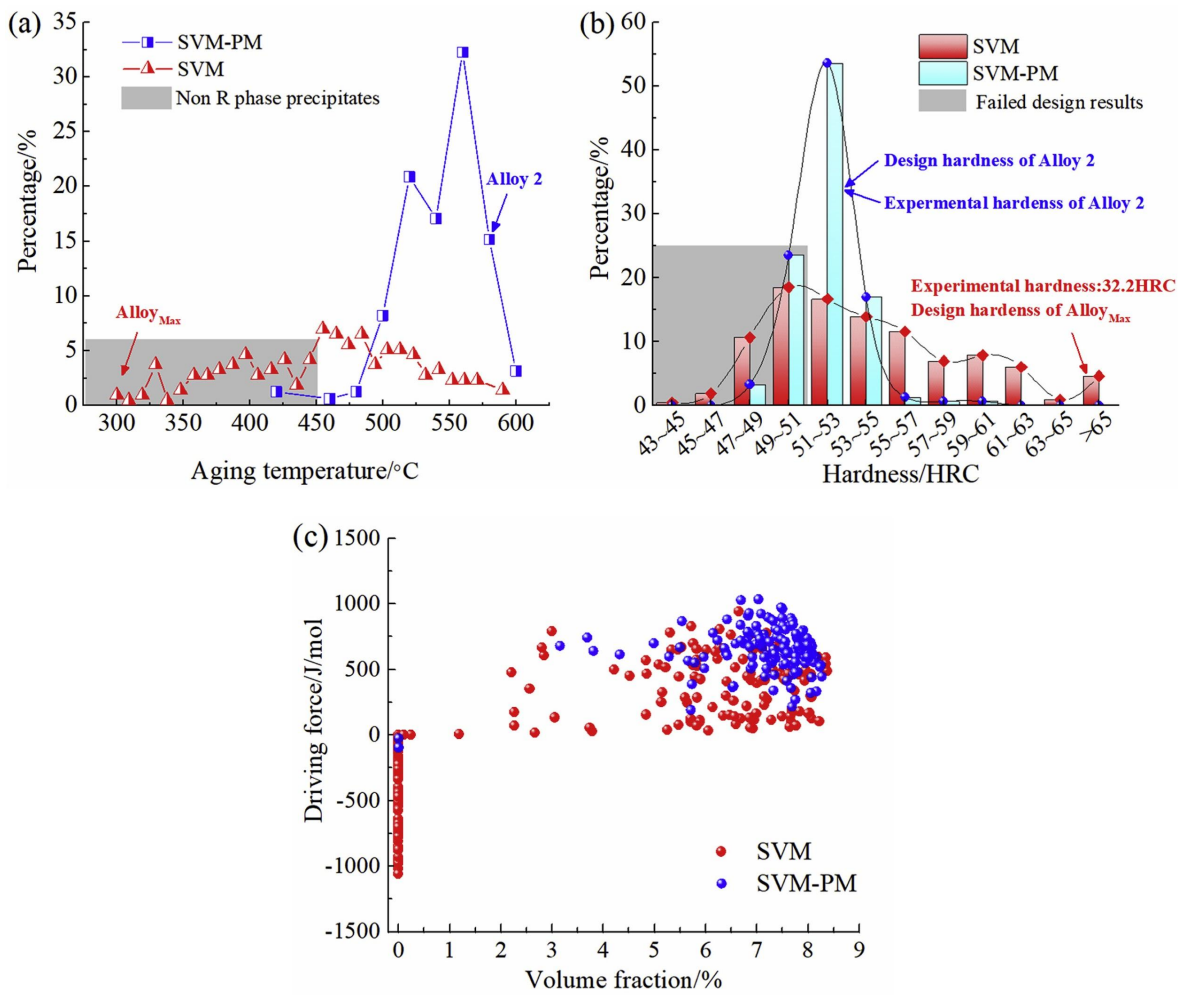 (a)
35
30
25
20
15
10
5
0
Percentage/%
SVM-PM
SVM
Non R phase precipitates
Alloy 2
AlloyMax
300 350 400 450 500 550 600
Aging temperature/°C
(b)
60
50
40
30
20
10
0
Percentage/%
SVM
SVM-PM
Failed design results
Design hardness of Alloy 2
Expermental hardenss of Alloy 2
Experimental hardness:32.2HRC
Design hardenss of AlloyMax
43~45 45~47 47~49 49~51 51~53 53~55 55~57 57~59 59~61 61~63 63~65 >65
Hardness/HRC
(c)
1500
1000
500
0
-500
-1000
-1500
Driving force/J/mol
SVM
SVM-PM
0 1 2 3 4 5 6 7 8 9
Volume fraction/%